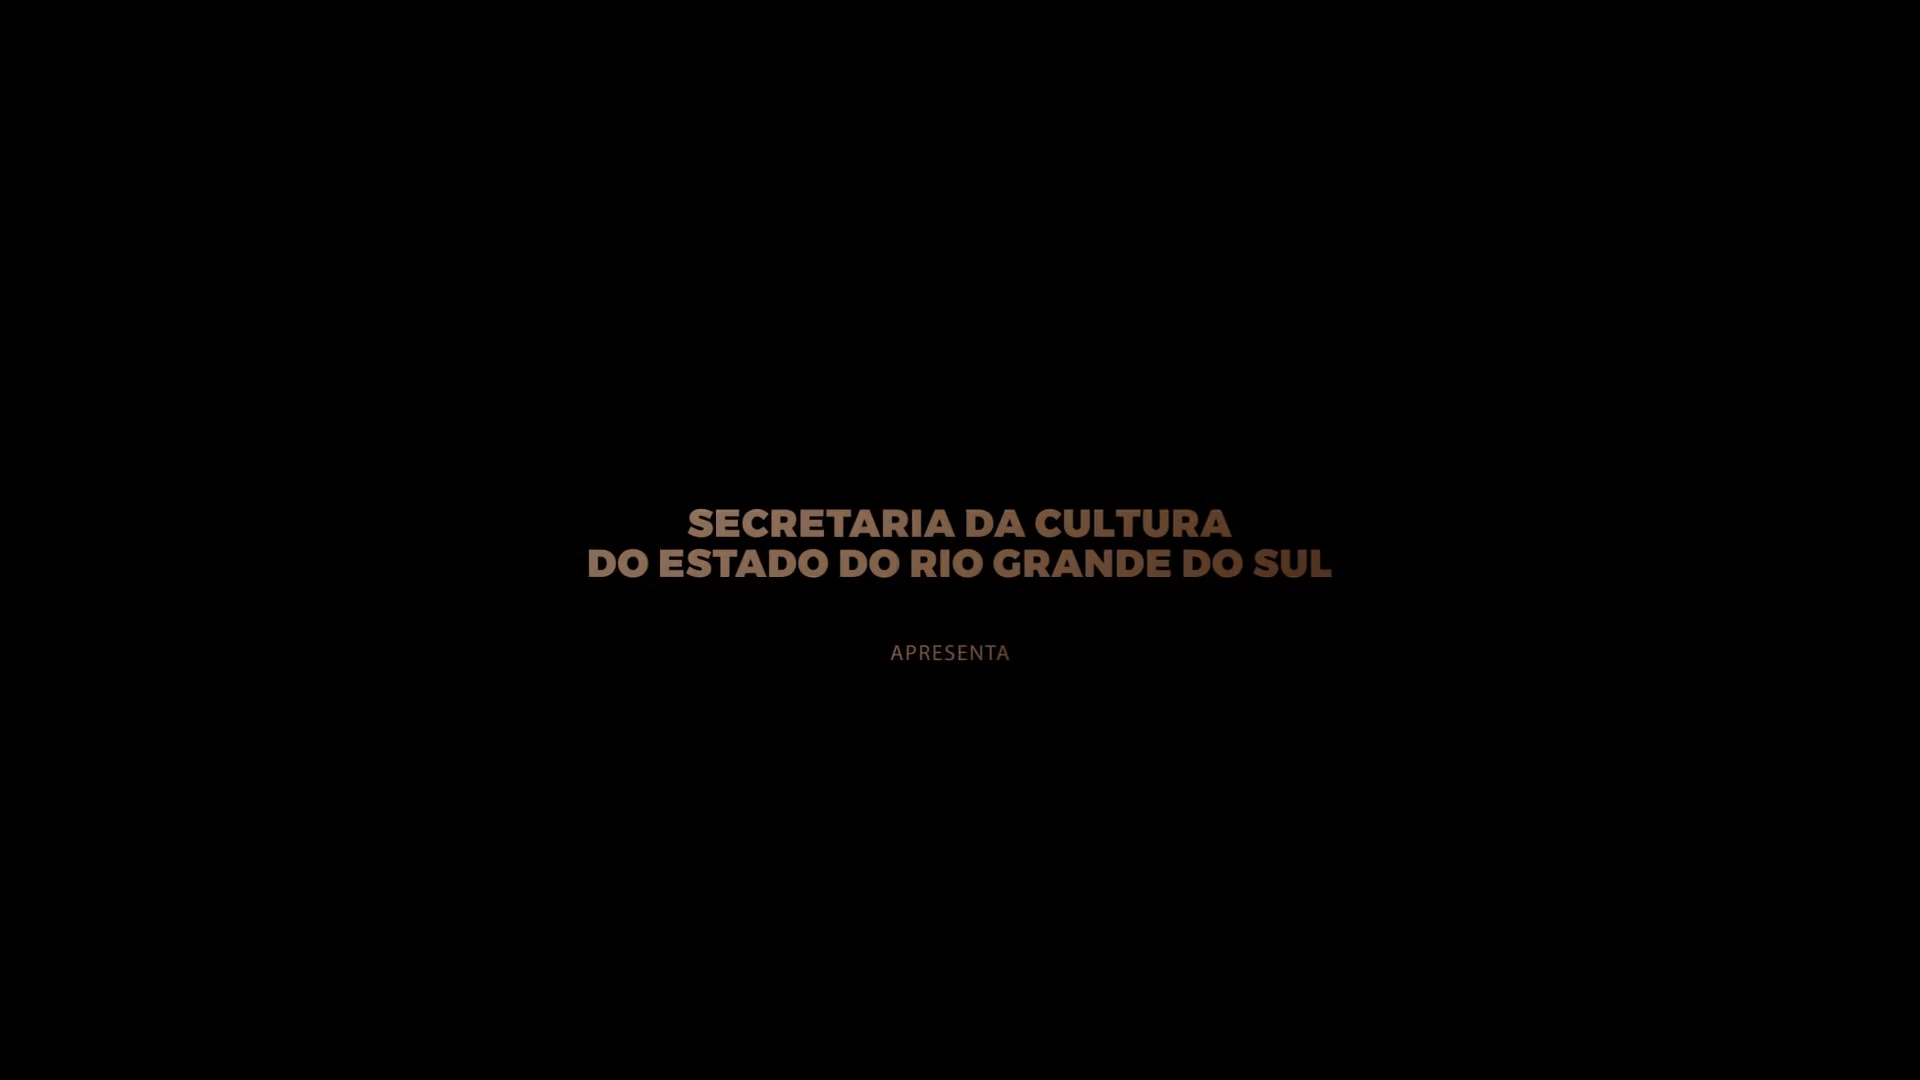 SECRETARIA DA CULTURA
DO ESTADO DO RIO GRANDE DO SUL
APRESENTA